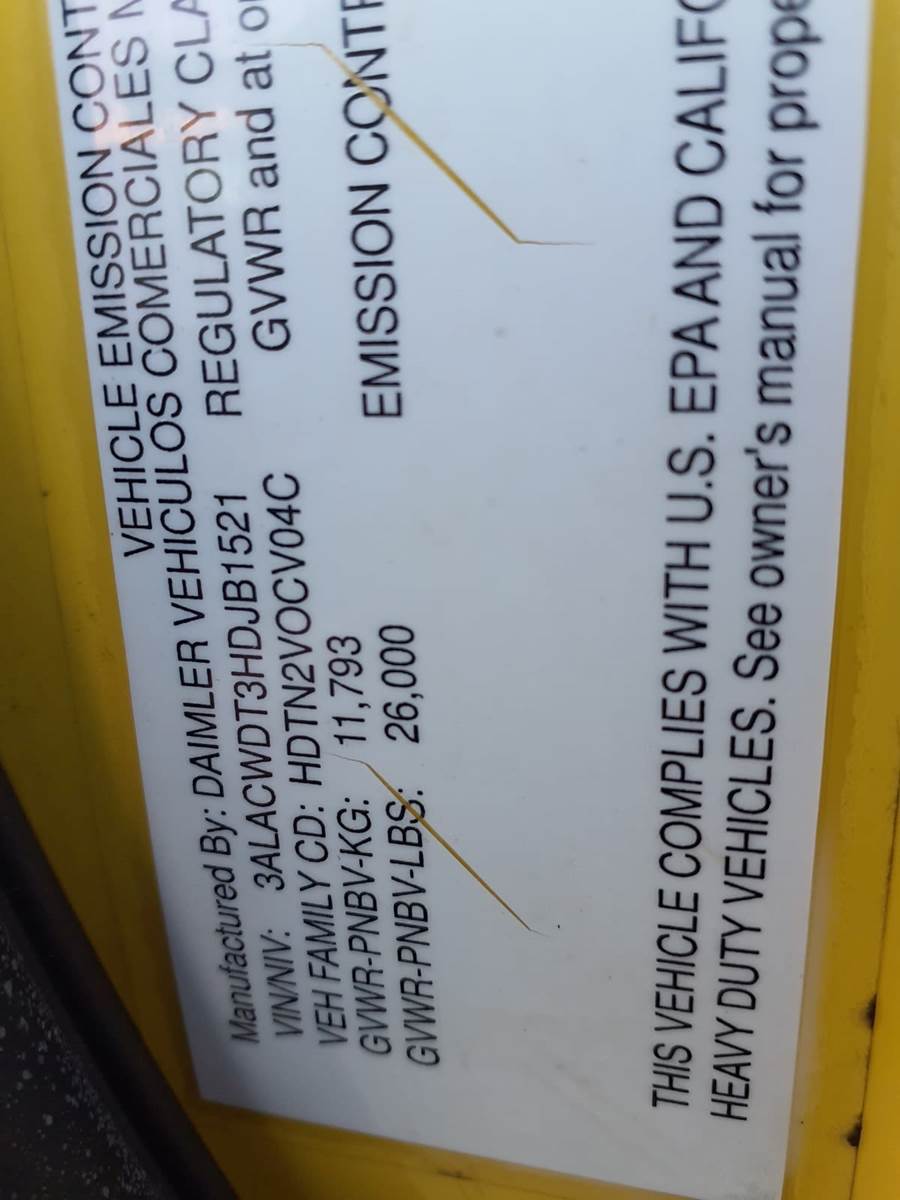 VEHICLE EMISSION CONT
VEHICULOS COMERCIALES
Manufactured By: DAIMLER
VIN/NIV: 3ALACWDT3HDJB1521 REGULATORY CLA
VEH FAMILY CD: HDTN2VOCV04C GVWR and at
GVWR-PNBV-KG: 11,793
GVWR-PNBV-LBS: 26,000 EMISSION CONT
THIS VEHICLE COMPLIES WITH U.S. EPA AND CALIF
HEAVY DUTY VEHICLES. See owner's manual for prope